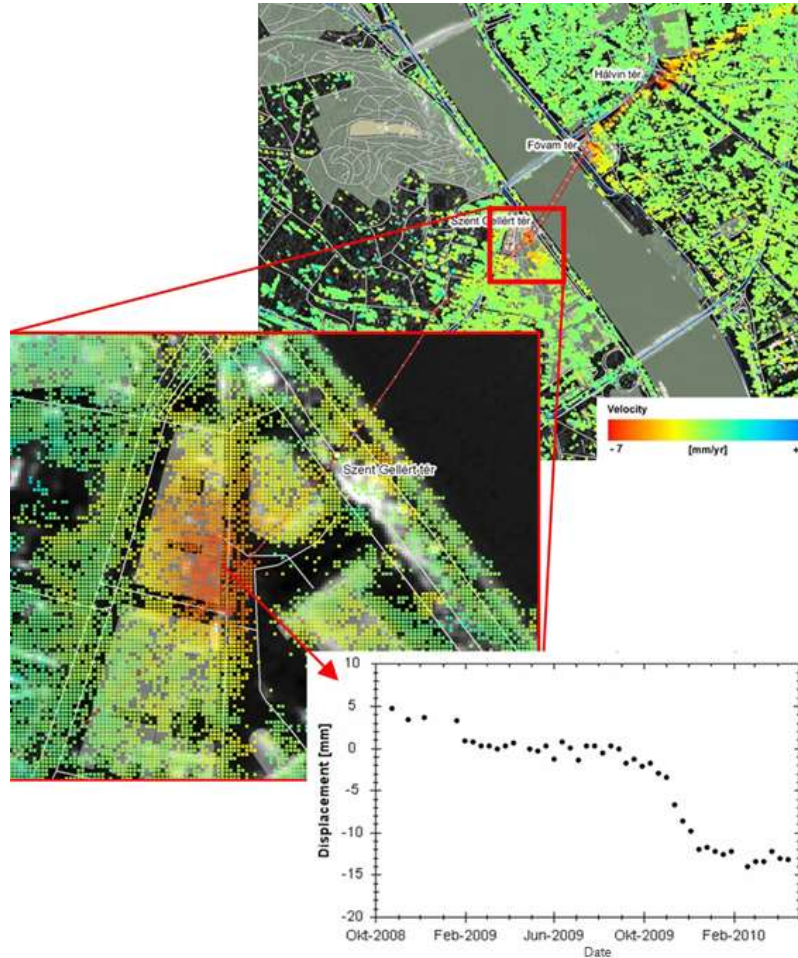 Hálvin tér
Fővam tér
Szent Gellért tér
Velocity
- 7
[mm/yr]
+
Szent Gellért tér
Displacement [mm]
10
5
0
-5
-10
-15
-20
Okt-2008
Feb-2009
Jun-2009
Okt-2009
Feb-2010
Date